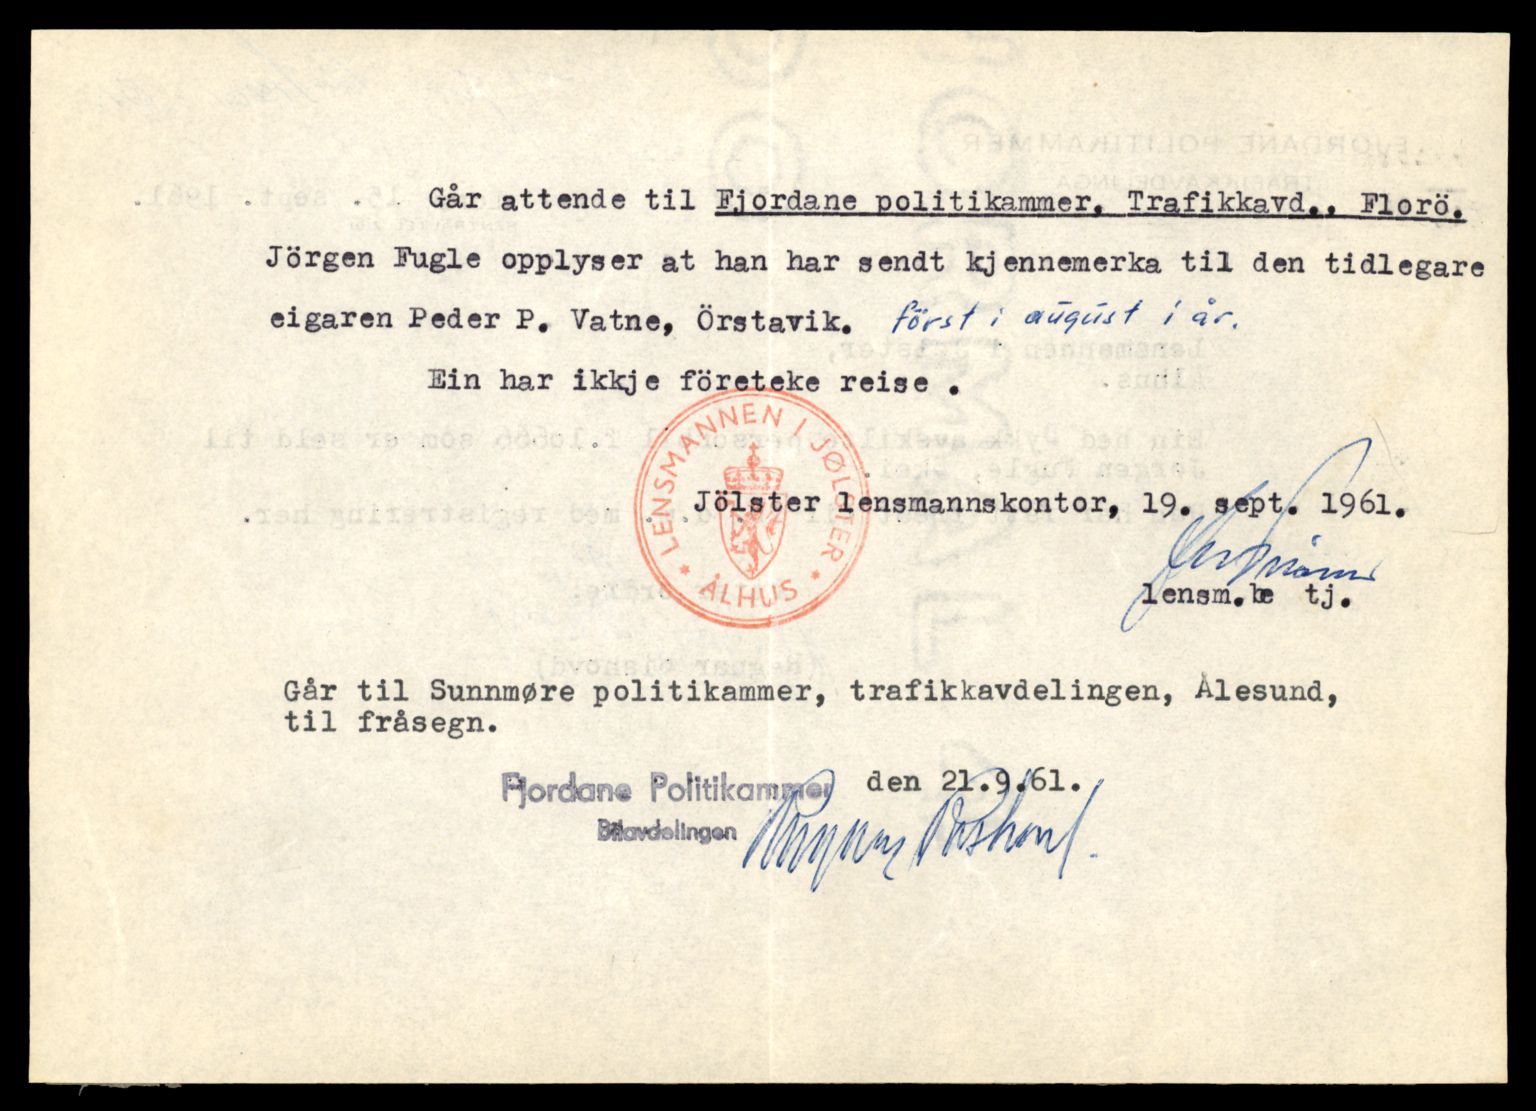 Går attende til Fjordane politikammer, Trafikkavd., Florö.
Jörgen Fugle opplyser at han har sendt kjennemerka til den tidlegare
eigaren Peder P. Vatne, Örstavik. först i august i år.
Ein har ikkje företeke reise .
LENSMANNEN I JØLSTER
ÅLHUS
Jölster lensmannskontor, 19. sept. 1961.
lensm.be tj.
Går til Sunnmøre politikammer, trafikkavdelingen, Ålesund,
til fråsegn.
Fjordane Politikammer den 21.9.61.
Bilavdelingen